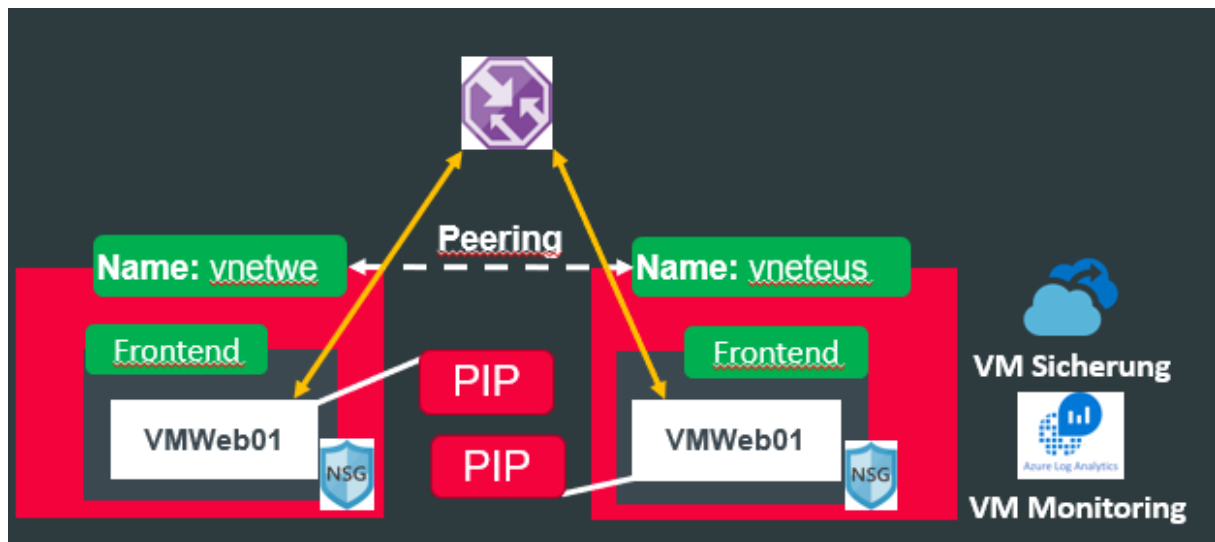 Peering
Name: vnetwe
Name: vneteus
Frontend
Frontend
PIP
VM Sicherung
VMWeb01
VMWeb01
PIP
NSG
NSG
Azure Log Analytics
VM Monitoring